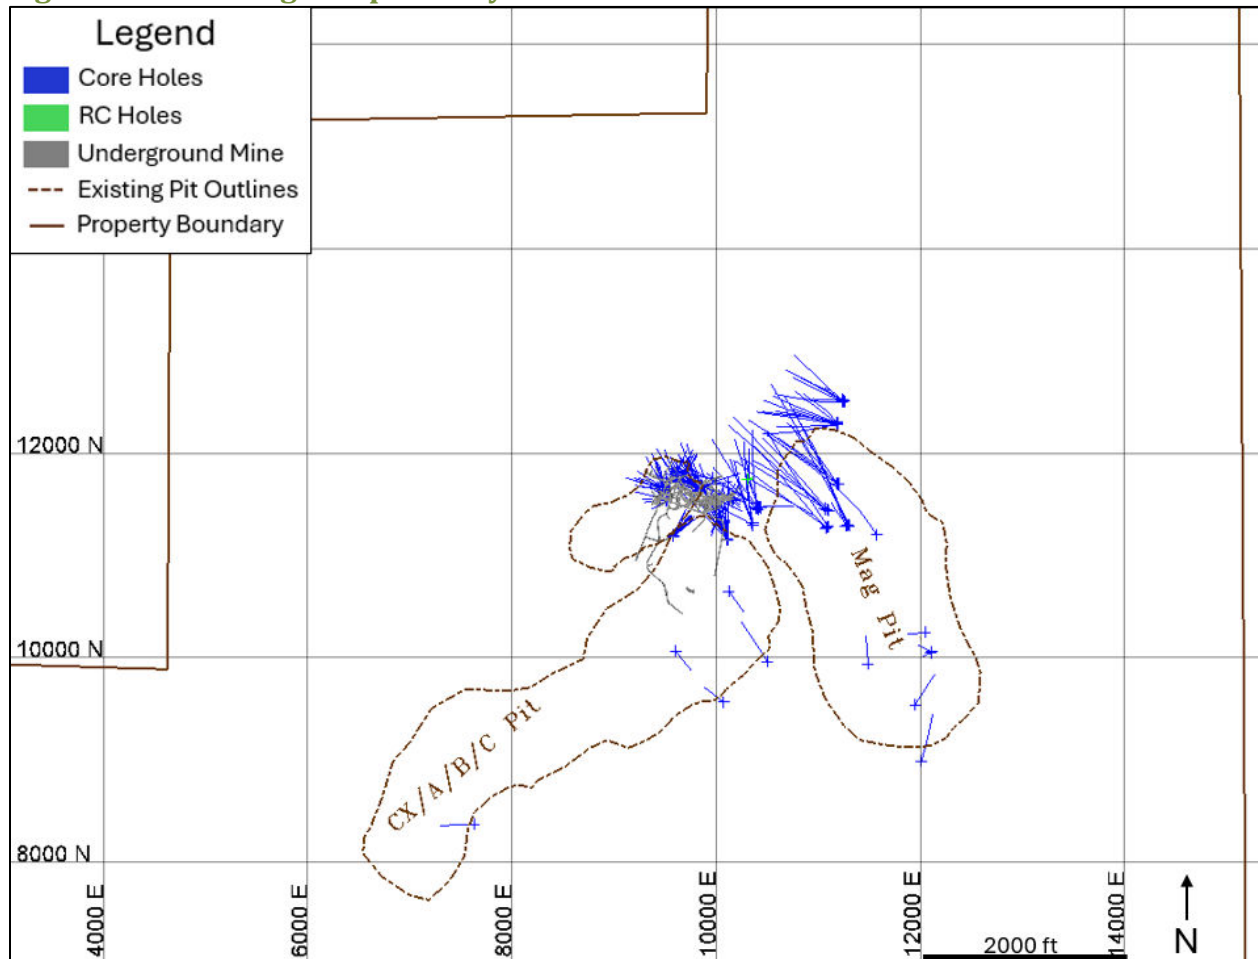 Legend
Core Holes
RC Holes
Underground Mine
Existing Pit Outlines
Property Boundary
12000 N
10000 N
8000 N
Mag Pit
CX/A/B/C Pit
4000 E
6000 E
8000 E
10000 E
12000 E
14000 E
2000 ft
N